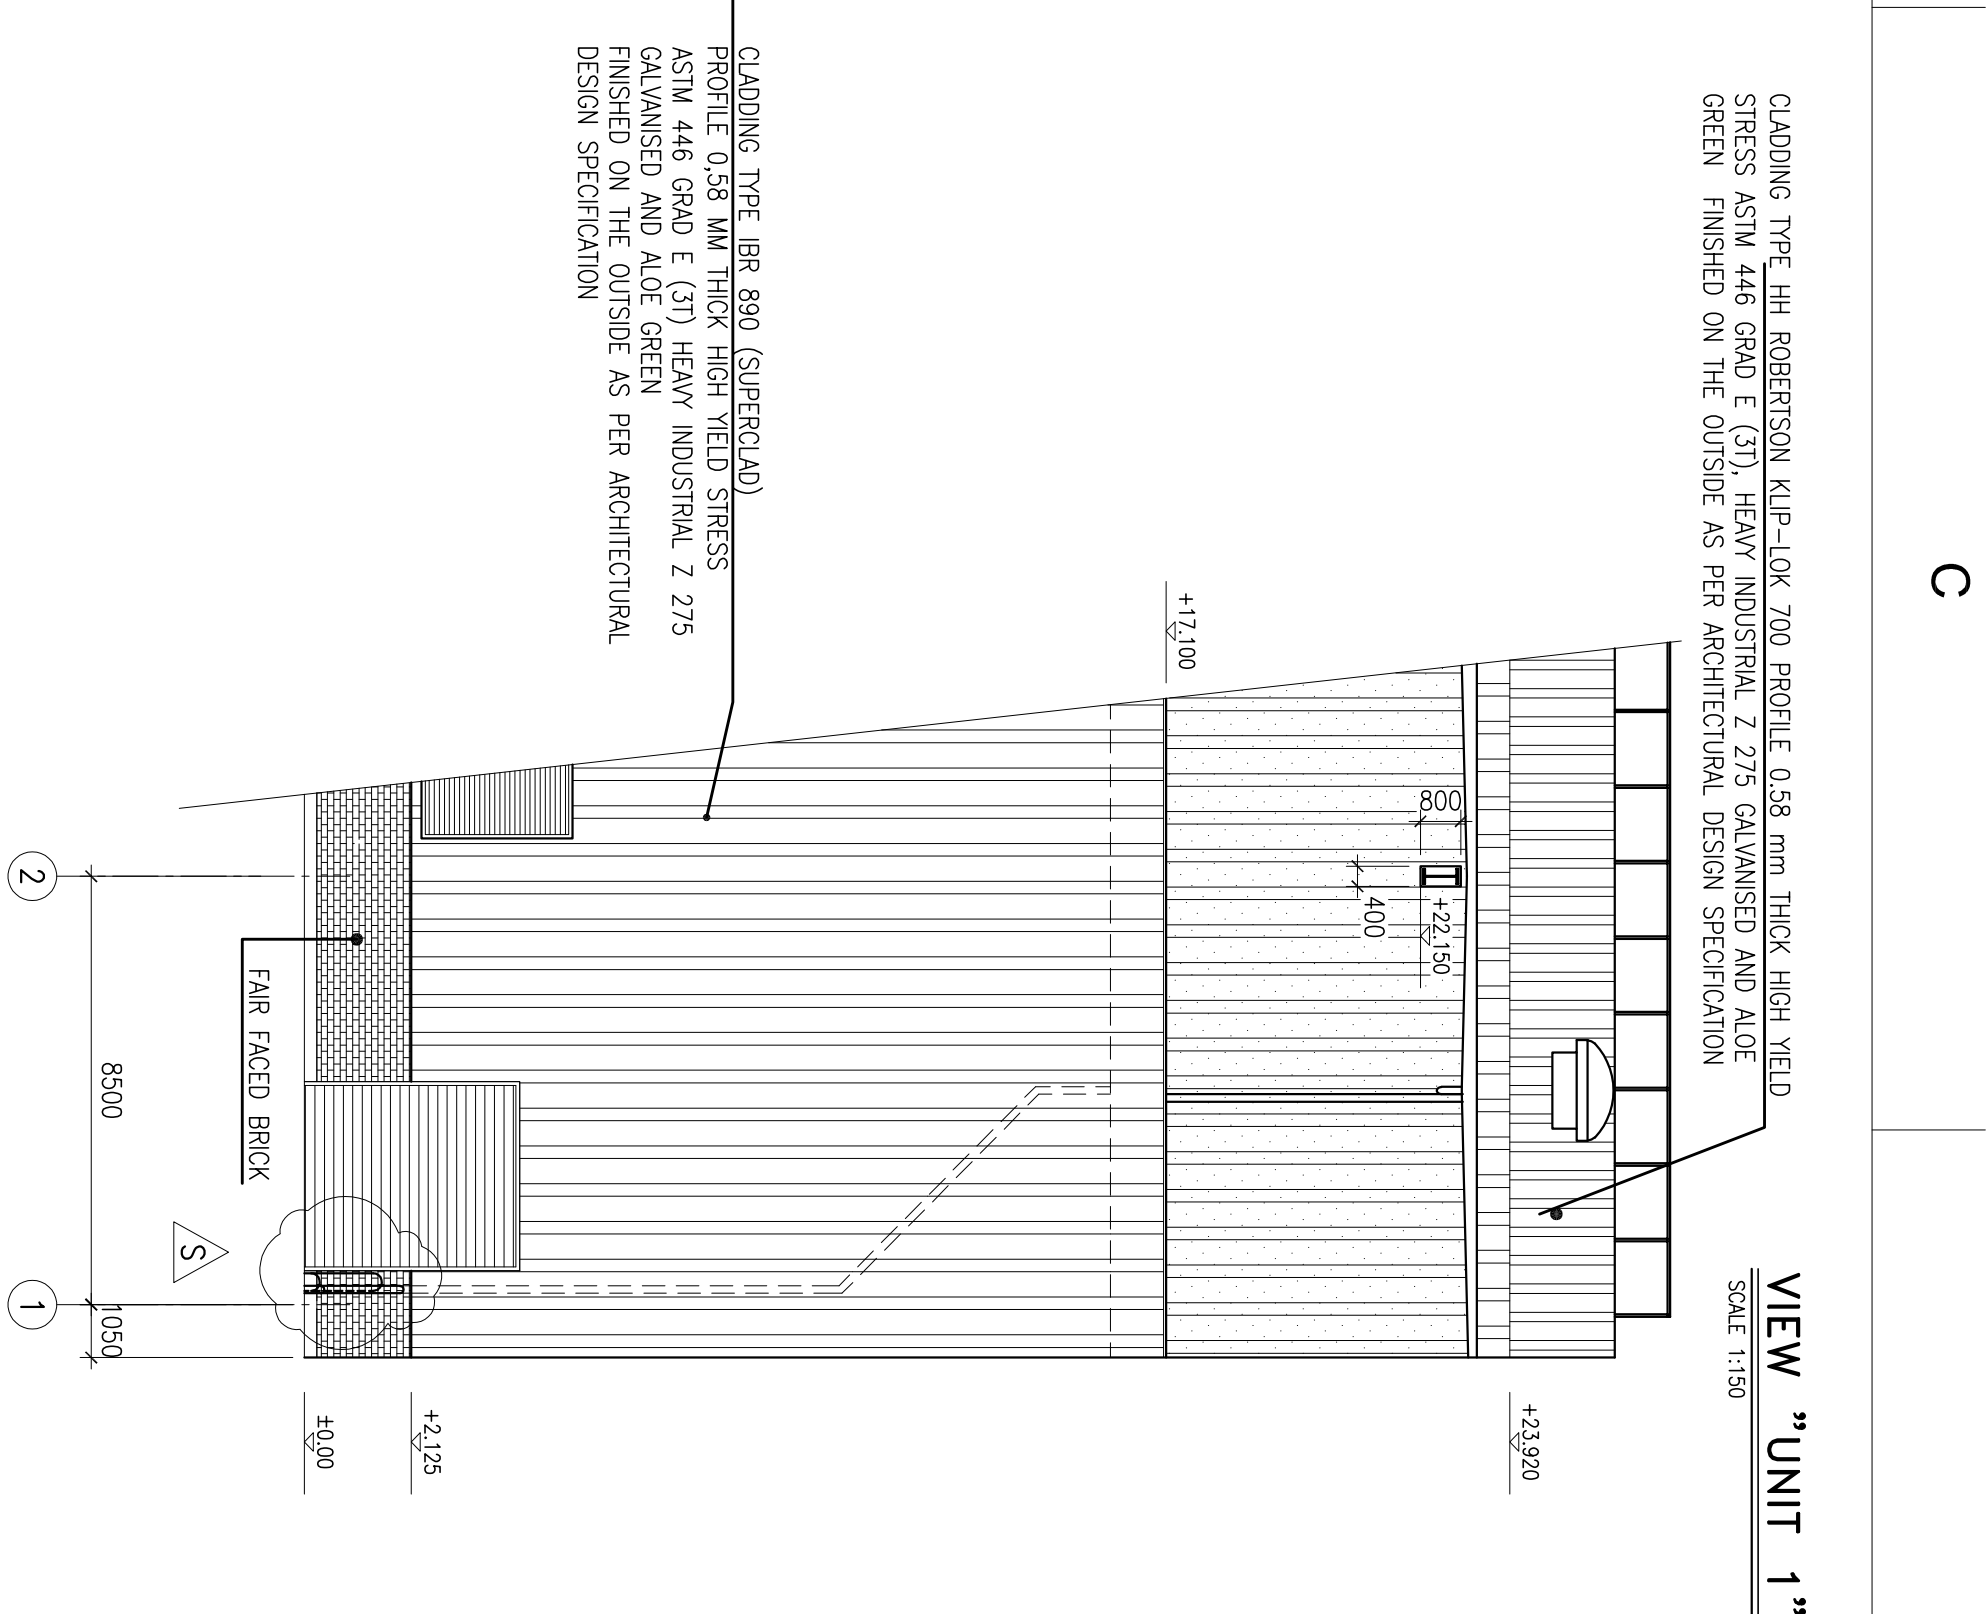 C
CLADDING TYPE HH ROBERTSON KLIP-LOK 700 PROFILE 0.58 mm THICK HIGH YIELD
STRESS ASTM 446 GRAD E (3T), HEAVY INDUSTRIAL Z 275 GALVANISED AND ALOE
GREEN FINISHED ON THE OUTSIDE AS PER ARCHITECTURAL DESIGN SPECIFICATION
VIEW "UNIT 1"
SCALE 1:150
+23.920
800
+22.150
400
+17.100
CLADDING TYPE IBR 890 (SUPERCLAD)
PROFILE 0,58 MM THICK HIGH YIELD STRESS
ASTM 446 GRAD E (3T) HEAVY INDUSTRIAL Z 275
GALVANISED AND ALOE GREEN
FINISHED ON THE OUTSIDE AS PER ARCHITECTURAL
DESIGN SPECIFICATION
+2.125
±0.00
FAIR FACED BRICK
S
8500
1050
2
1